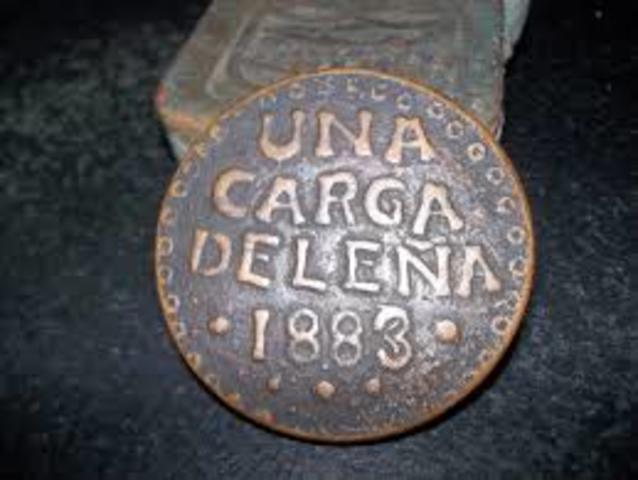 UNA
CARGA
DELEÑA
· 1883 ·